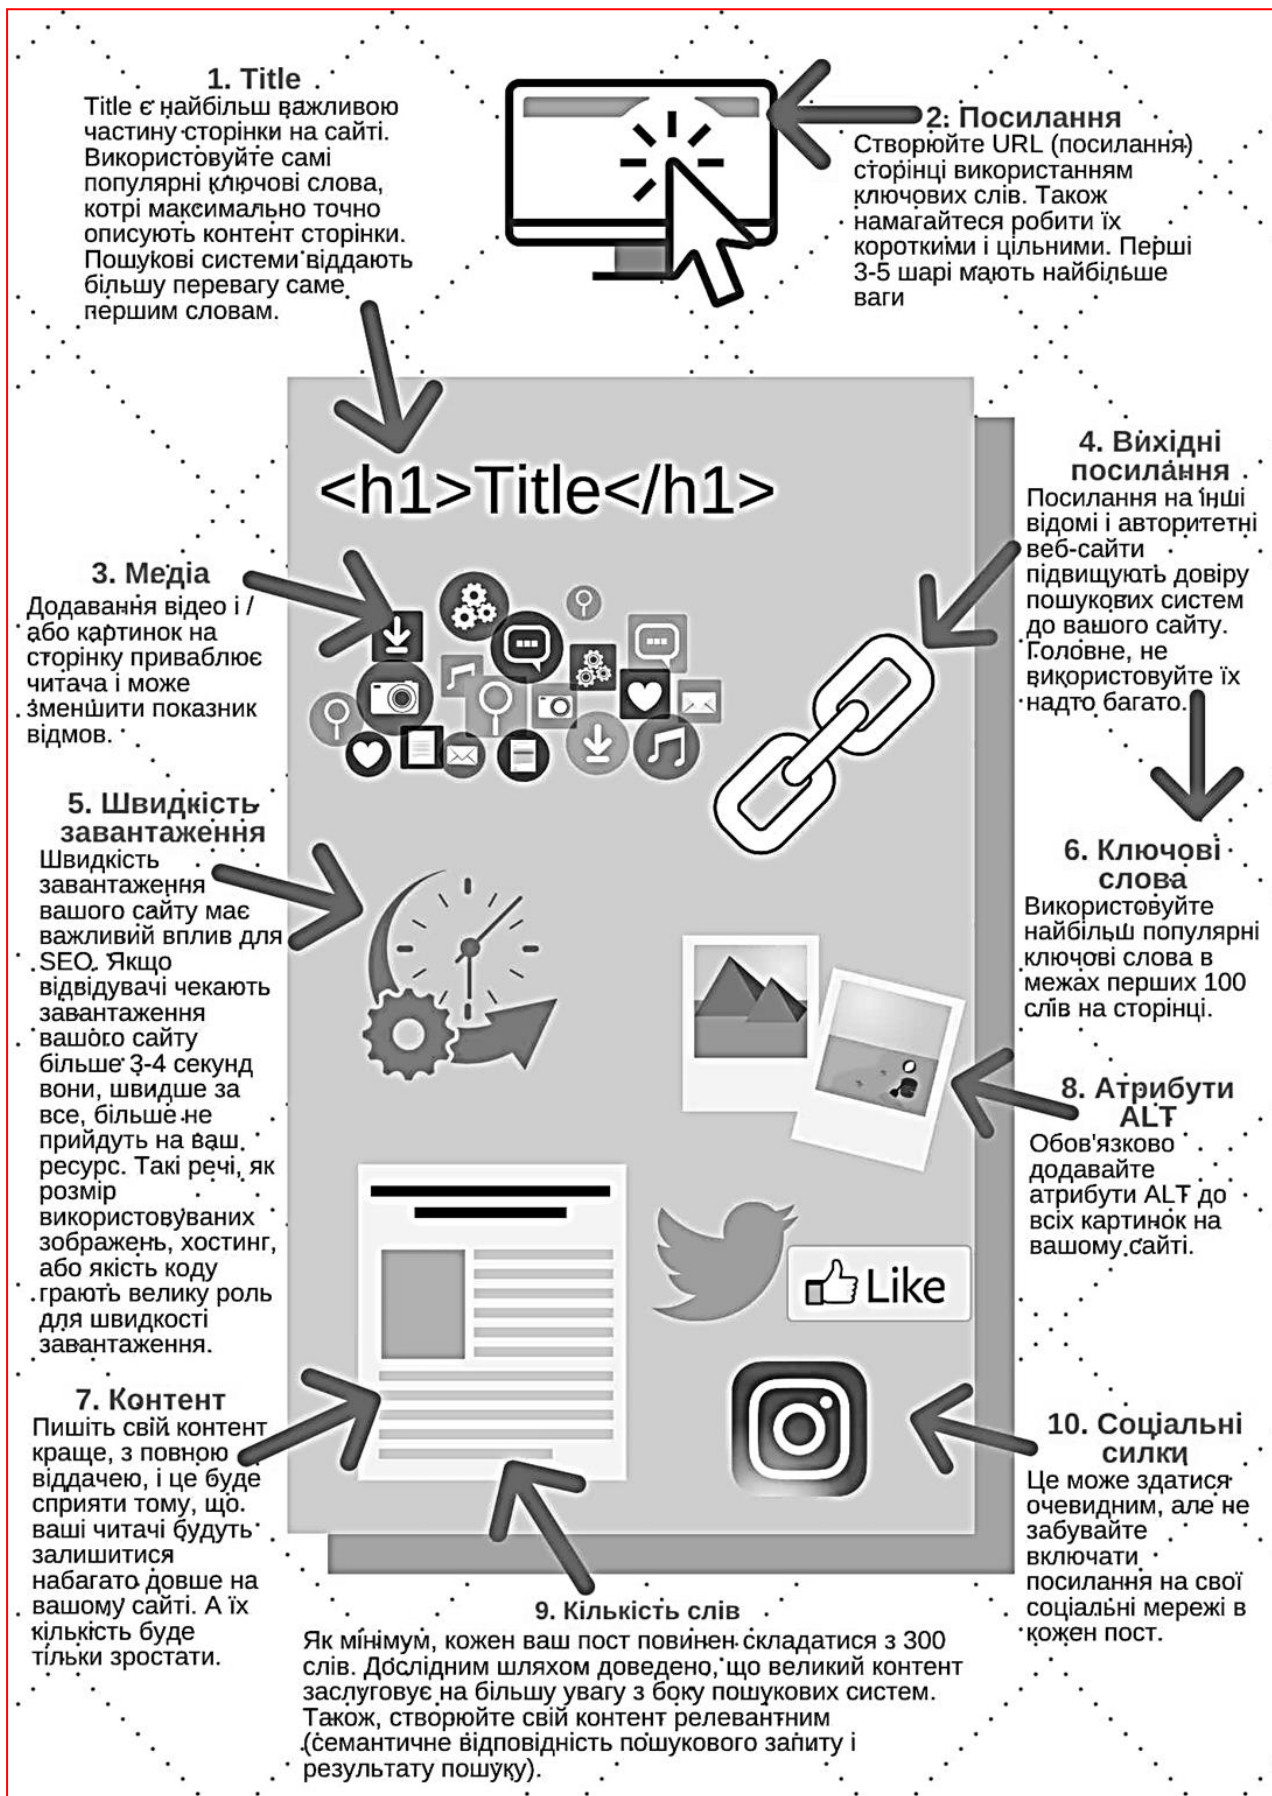 1. Title
Title є найбільш важливою
частину сторінки на сайті.
Використовуйте самі
популярні ключові слова,
котрі максимально точно
описують контент сторінки.
Пошукові системи віддають
більшу перевагу саме
першим словам.
2. Посилання
Створюйте URL (посилання)
сторінці використанням
ключових слів. Також
намагайтеся робити їх
короткими і цільними. Перші
3-5 шарі мають найбільше
ваги
<h1>Title</h1>
3. Медіа
Додавання відео і /
або картинок на
сторінку приваблює
читача і може
зменшити показник
відмов.
4. Вихідні
посилання
Посилання на інші
відомі і авторитетні
веб-сайти
підвищують довіру
пошукових систем
до вашого сайту.
Головне, не
використовуйте їх
надто багато.
5. Швидкість
завантаження
Швидкість
завантаження
вашого сайту має
важливий вплив для
SEO. Якщо
відвідувачі чекають
завантаження
вашого сайту
більше 3-4 секунд
вони, швидше за
все, більше не
прийдуть на ваш
ресурс. Такі речі, як
розмір
використовуваних
зображень, хостинг,
або якість коду
грають велику роль
для швидкості
завантаження.
6. Ключові
слова
Використовуйте
найбільш популярні
ключові слова в
межах перших 100
слів на сторінці.
8. Атрибути
ALT
Обов'язково
додавайте
атрибути ALT до
всіх картинок на
вашому сайті.
Like
7. Контент
Пишіть свій контент
краще, з повною
віддачею, і це буде
сприяти тому, що
ваші читачі будуть
залишитися
набагато довше на
вашому сайті. А їх
кількість буде
тільки зростати.
10. Соціальні
силки
Це може здатися
очевидним, але не
забувайте
включати
посилання на свої
соціальні мережі в
кожен пост.
9. Кількість слів
Як мінімум, кожен ваш пост повинен складатися з 300
слів. Дослідним шляхом доведено, що великий контент
заслуговує на більшу увагу з боку пошукових систем.
Також, створюйте свій контент релевантним
(семантичне відповідність пошукового запиту і
результату пошуку).